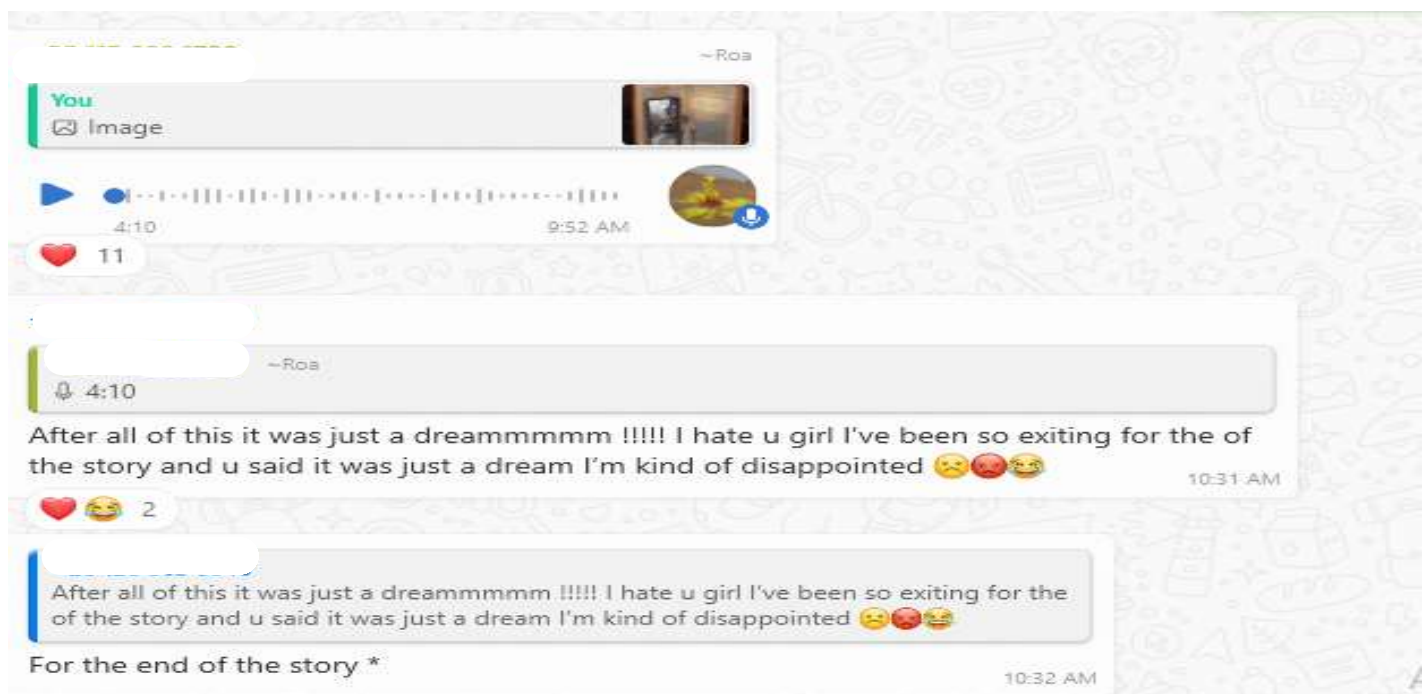 ~Roa
You
Image
4:10
9:52 AM
11
~Roa
4:10
After all of this it was just a dreammmmm !!!!! I hate u girl I've been so exiting for the of
the story and u said it was just a dream I'm kind of disappointed ☹️😡😂
10:31 AM
❤️😂 2
After all of this it was just a dreammmmm !!!!! I hate u girl I've been so exiting for the
of the story and u said it was just a dream I'm kind of disappointed ☹️😡😂
For the end of the story *
10:32 AM